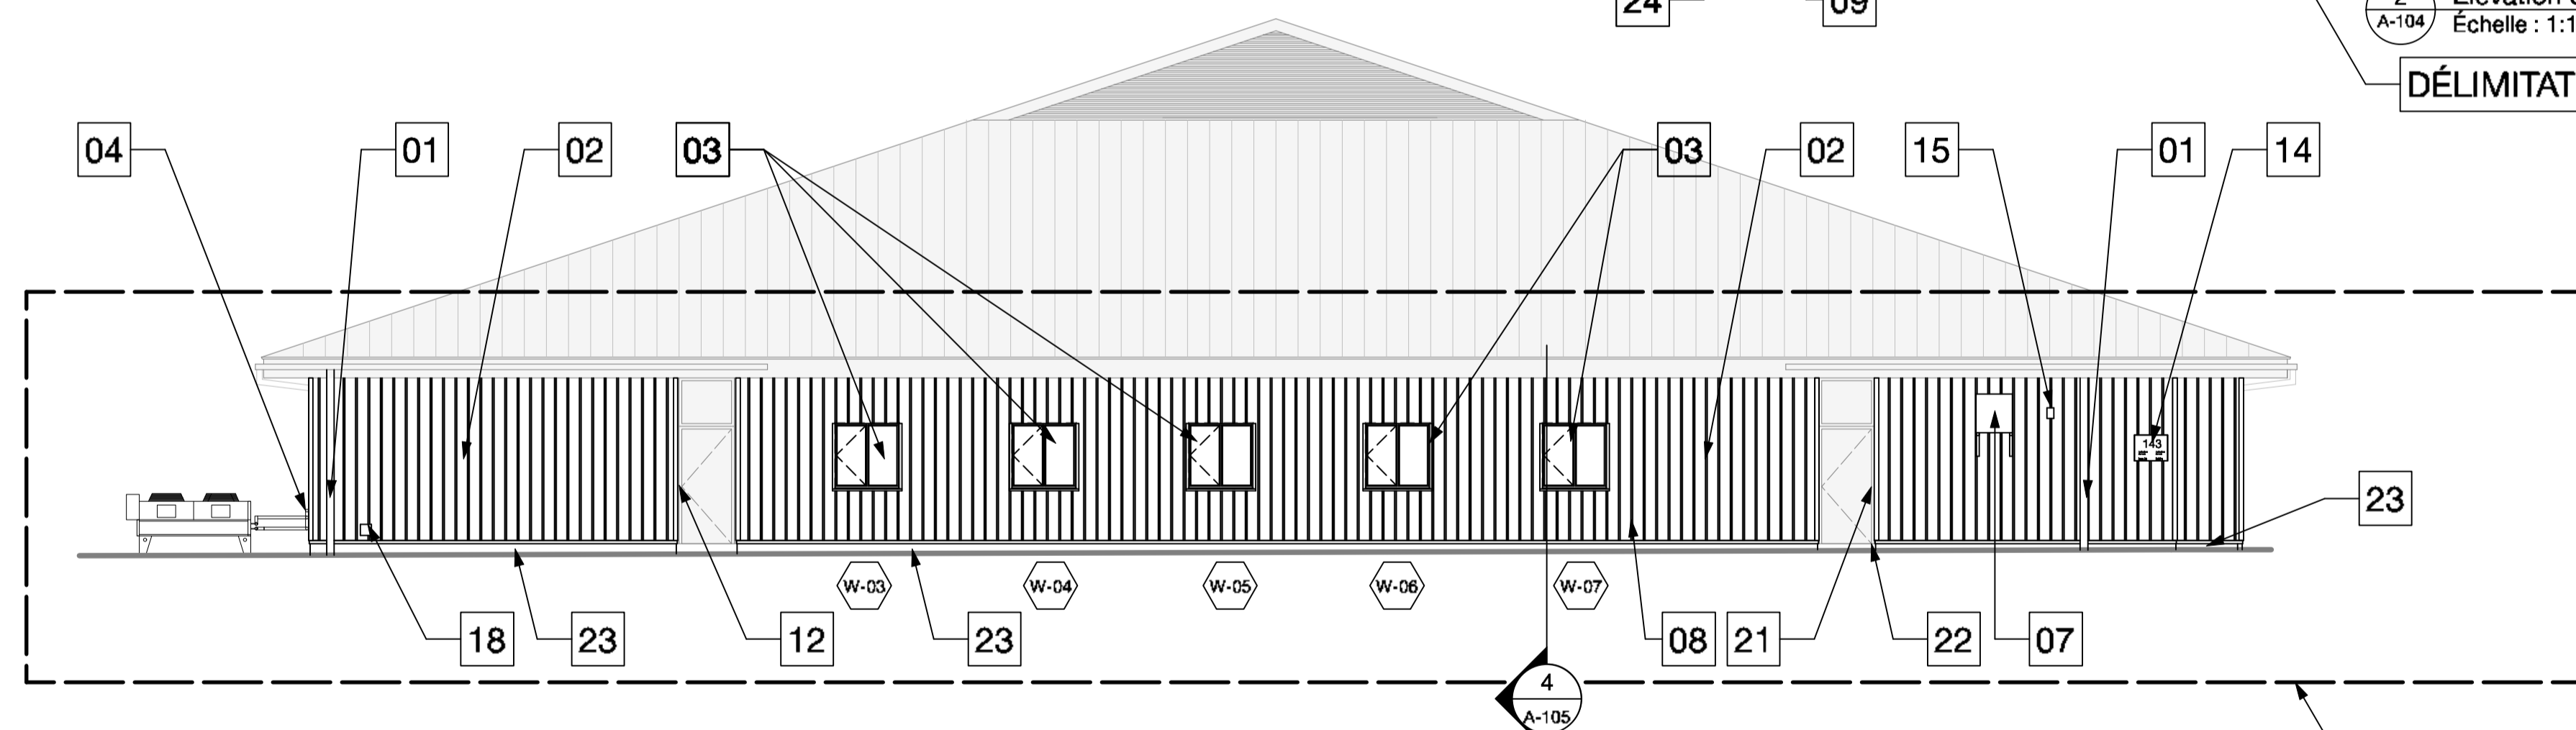 24 09
2
A-104
Échelle : 1:1
DÉLIMITAT
04 01 02 03 03 02 15 01 14
143
23
W-03 W-04 W-05 W-06 W-07
18 23 12 23 08 21 22 07
4
A-105